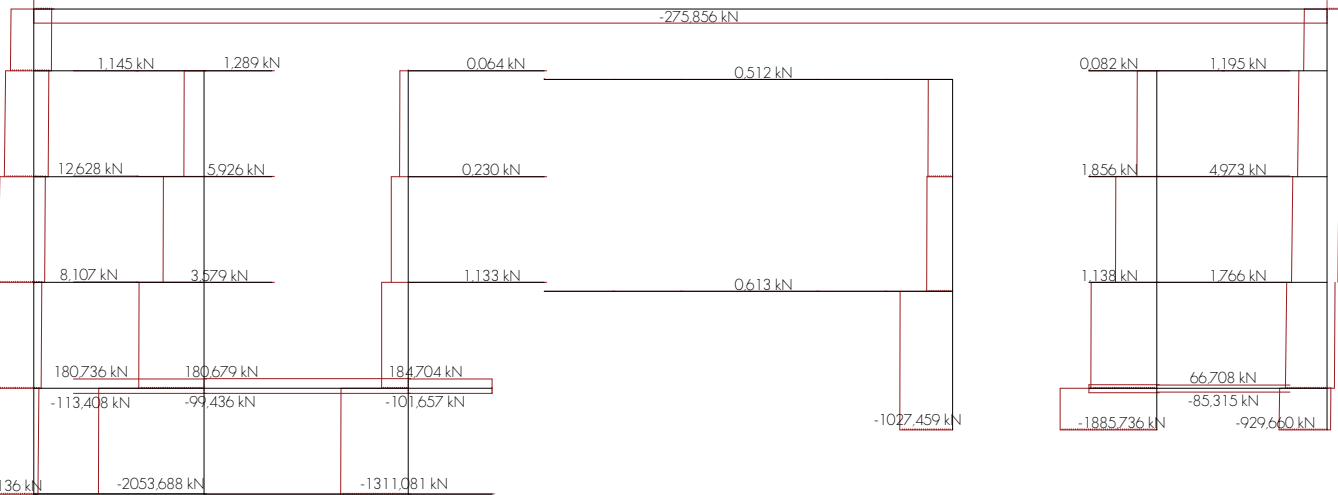 -275,856 kN
1,145 kN 1,289 kN 0,064 kN 0,512 kN 0,082 kN 1,195 kN
12,628 kN 5,926 kN 0,230 kN 1,856 kN 4,973 kN
8,107 kN 3,579 kN 1,133 kN 0,613 kN 1,138 kN 1,766 kN
180,736 kN 180,679 kN 184,704 kN 66,708 kN
-113,408 kN -99,436 kN -101,657 kN -85,315 kN
-1027,459 kN -1885,736 kN -929,660 kN
136 kN -2053,688 kN -1311,081 kN